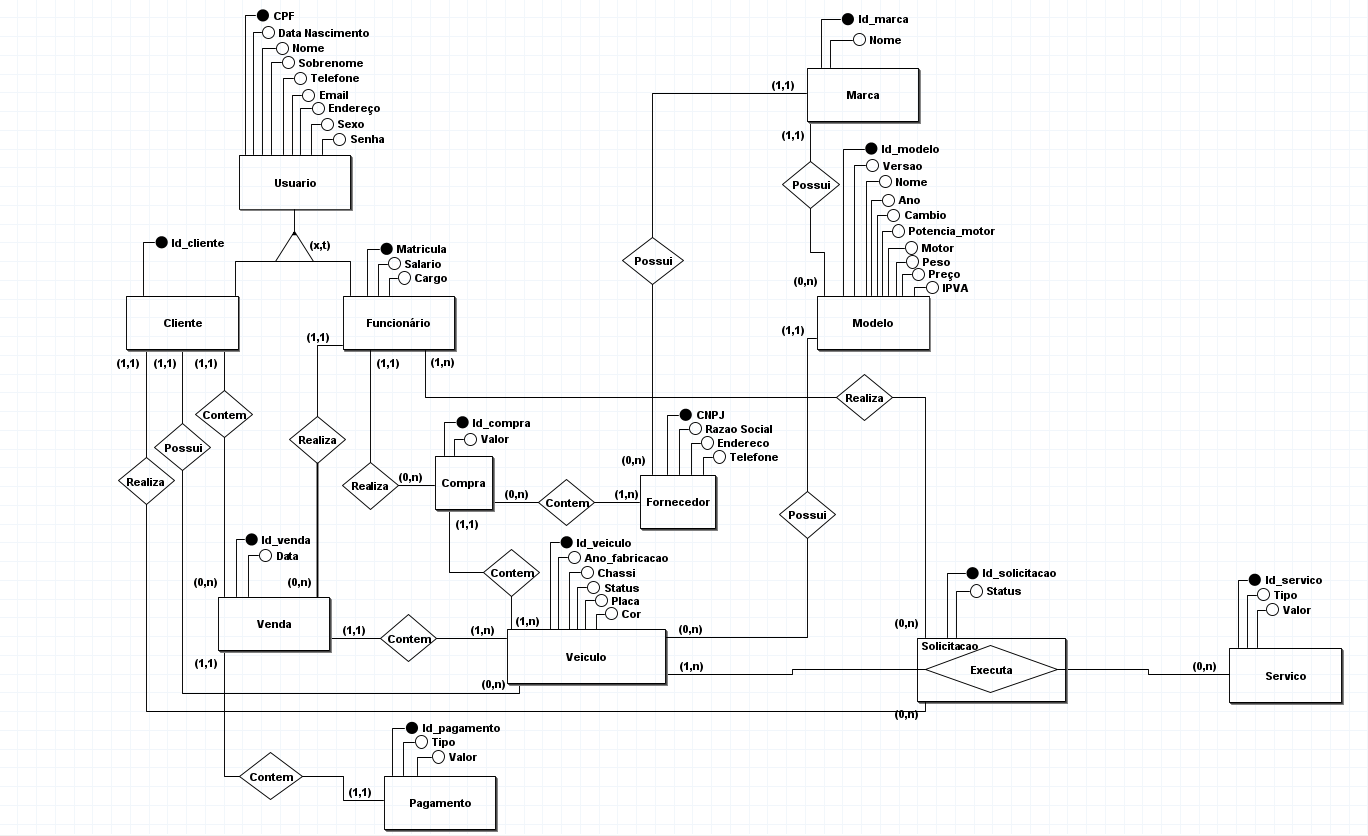 CPF
Data Nascimento
Nome
Sobrenome
Telefone
Email
Endereço
Sexo
Senha
Usuario
(x,t)
Id_cliente
Cliente
Matricula
Salario
Cargo
Funcionário
Id_marca
Nome
Marca
(1,1)
(1,1)
Possui
Id_modelo
Versao
Nome
Ano
Cambio
Potencia_motor
Motor
Peso
Preço
IPVA
(0,n)
Modelo
(1,1)
Possui
(1,1)
(1,1)
(1,1)
(1,1)
(1,1)
(1,n)
Contem
Possui
Realiza
Realiza
Realiza
Realiza
Id_compra
Valor
Compra
(0,n)
(0,n)
Contem
(1,n)
(1,1)
Contem
(1,n)
CNPJ
Razao Social
Endereco
Telefone
(0,n)
Fornecedor
Possui
Id_venda
Data
(0,n)
(0,n)
Venda
(1,1)
Contem
(1,n)
(1,1)
Id_veiculo
Ano_fabricacao
Chassi
Status
Placa
Cor
Veiculo
(0,n)
(1,n)
(0,n)
Id_solicitacao
Status
(0,n)
Solicitacao
Executa
(0,n)
(0,n)
Id_servico
Tipo
Valor
Servico
Contem
(1,1)
Id_pagamento
Tipo
Valor
Pagamento